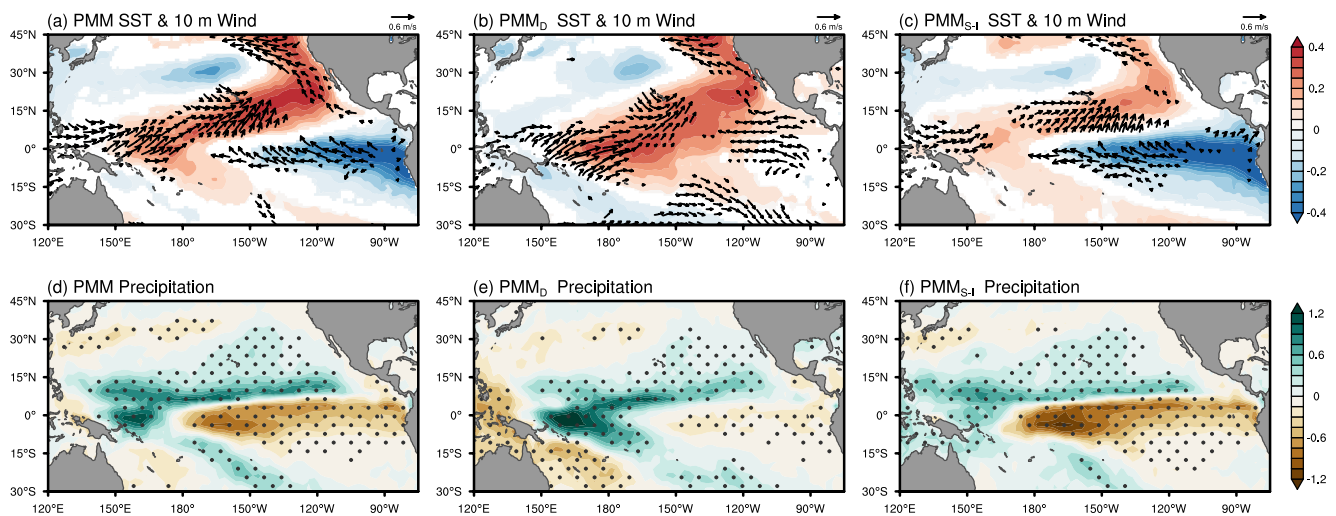 (a) PMM SST & 10 m Wind
0.6 m/s
(b) PMM_D SST & 10 m Wind
0.6 m/s
(c) PMM_S-I SST & 10 m Wind
0.6 m/s
45°N
30°N
15°N
0°
15°S
30°S
120°E 150°E 180° 150°W 120°W 90°W
45°N
30°N
15°N
0°
15°S
30°S
120°E 150°E 180° 150°W 120°W 90°W
45°N
30°N
15°N
0°
15°S
30°S
120°E 150°E 180° 150°W 120°W 90°W
0.4
0.2
0
-0.2
-0.4
(d) PMM Precipitation
(e) PMM_D Precipitation
(f) PMM_S-I Precipitation
45°N
30°N
15°N
0°
15°S
30°S
120°E 150°E 180° 150°W 120°W 90°W
45°N
30°N
15°N
0°
15°S
30°S
120°E 150°E 180° 150°W 120°W 90°W
45°N
30°N
15°N
0°
15°S
30°S
120°E 150°E 180° 150°W 120°W 90°W
1.2
0.6
0
-0.6
-1.2